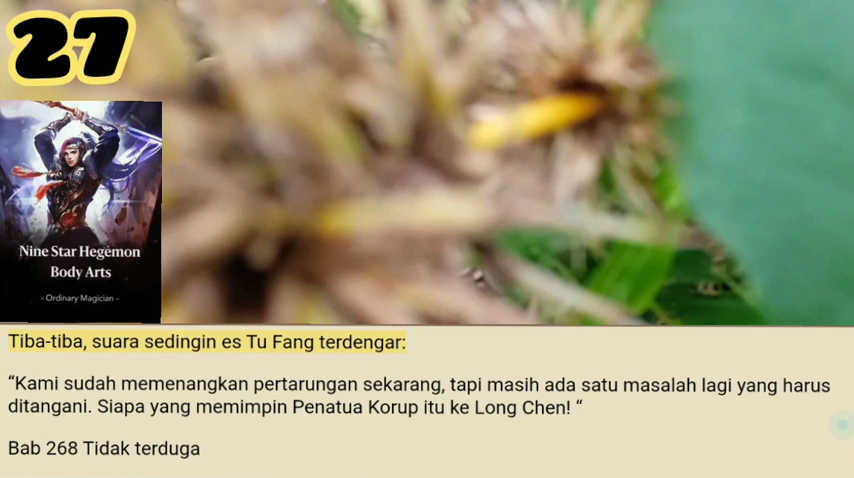 27
Nine Star Hegemon
Body Arts
- Ordinary Magician -
Tiba-tiba, suara sedingin es Tu Fang terdengar:
“Kami sudah memenangkan pertarungan sekarang, tapi masih ada satu masalah lagi yang harus
ditangani. Siapa yang memimpin Penatua Korup itu ke Long Chen! “
Bab 268 Tidak terduga